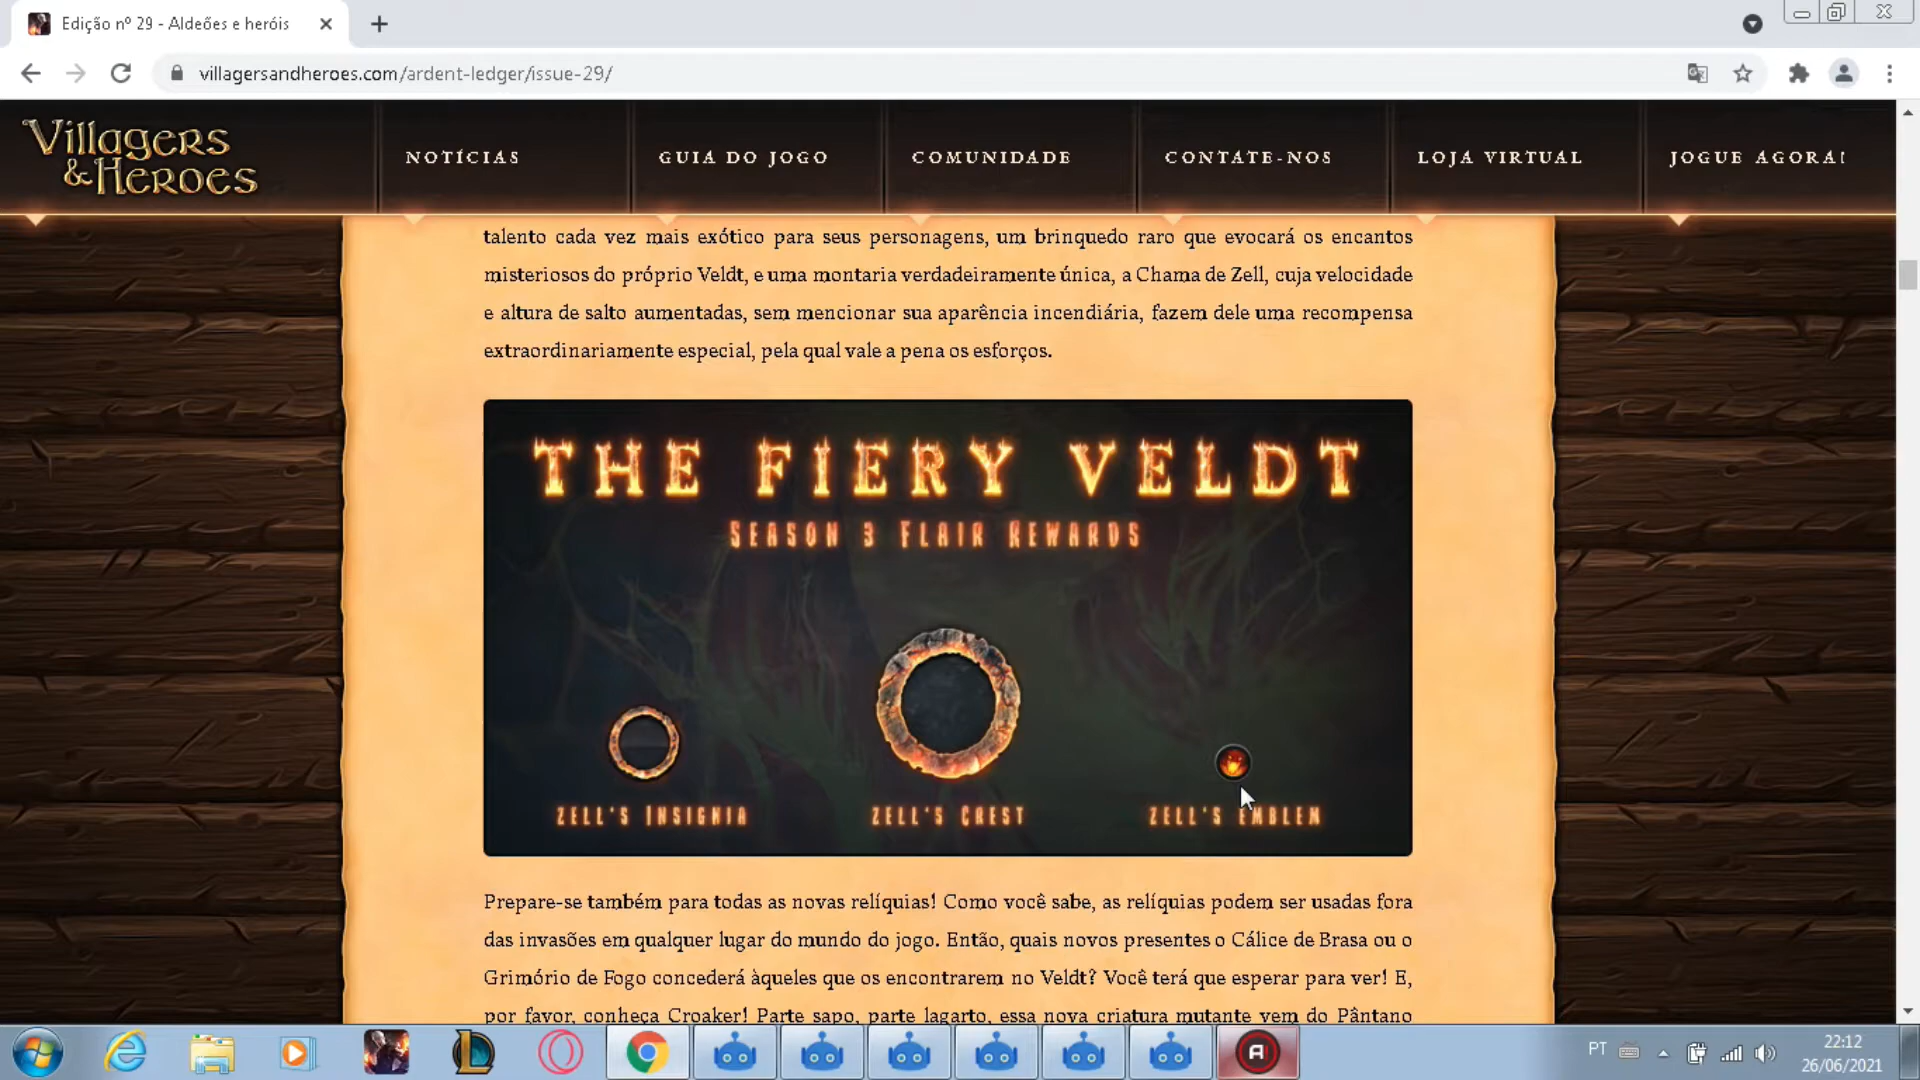 Edição nº 29 - Aldeões e heróis
villagersandheroes.com/ardent-ledger/issue-29/
Villagers
& Heroes
NOTÍCIAS
GUIA DO JOGO
COMUNIDADE
CONTATE-NOS
LOJA VIRTUAL
JOGUE AGORA!
talento cada vez mais exótico para seus personagens, um brinquedo raro que evocará os encantos
misteriosos do próprio Veldt, e uma montaria verdadeiramente única, a Chama de Zell, cuja velocidade
e altura de salto aumentadas, sem mencionar sua aparência incendiária, fazem dele uma recompensa
extraordinariamente especial, pela qual vale a pena os esforços.
THE FIERY VELDT
Season 3 Flair Rewards
Zell's Insignia
Zell's Crest
Zell's Emblem
Prepare-se também para todas as novas relíquias! Como você sabe, as relíquias podem ser usadas fora
das invasões em qualquer lugar do mundo do jogo. Então, quais novos presentes o Cálice de Brasa ou o
Grimório de Fogo concederá àqueles que os encontrarem no Veldt? Você terá que esperar para ver! E,
por favor, conheça Croaker! Parte sapo, parte lagarto, essa nova criatura mutante vem do Pântano
PT
22:12
26/06/2021